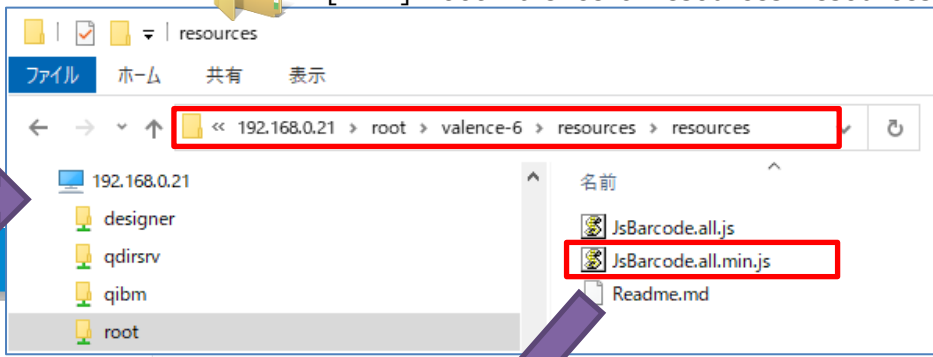 resources
ファイル ホーム 共有 表示
« 192.168.0.21 › root › valence-6 › resources › resources
192.168.0.21
designer
qdirsrv
qibm
root
名前
JsBarcode.all.js
JsBarcode.all.min.js
Readme.md